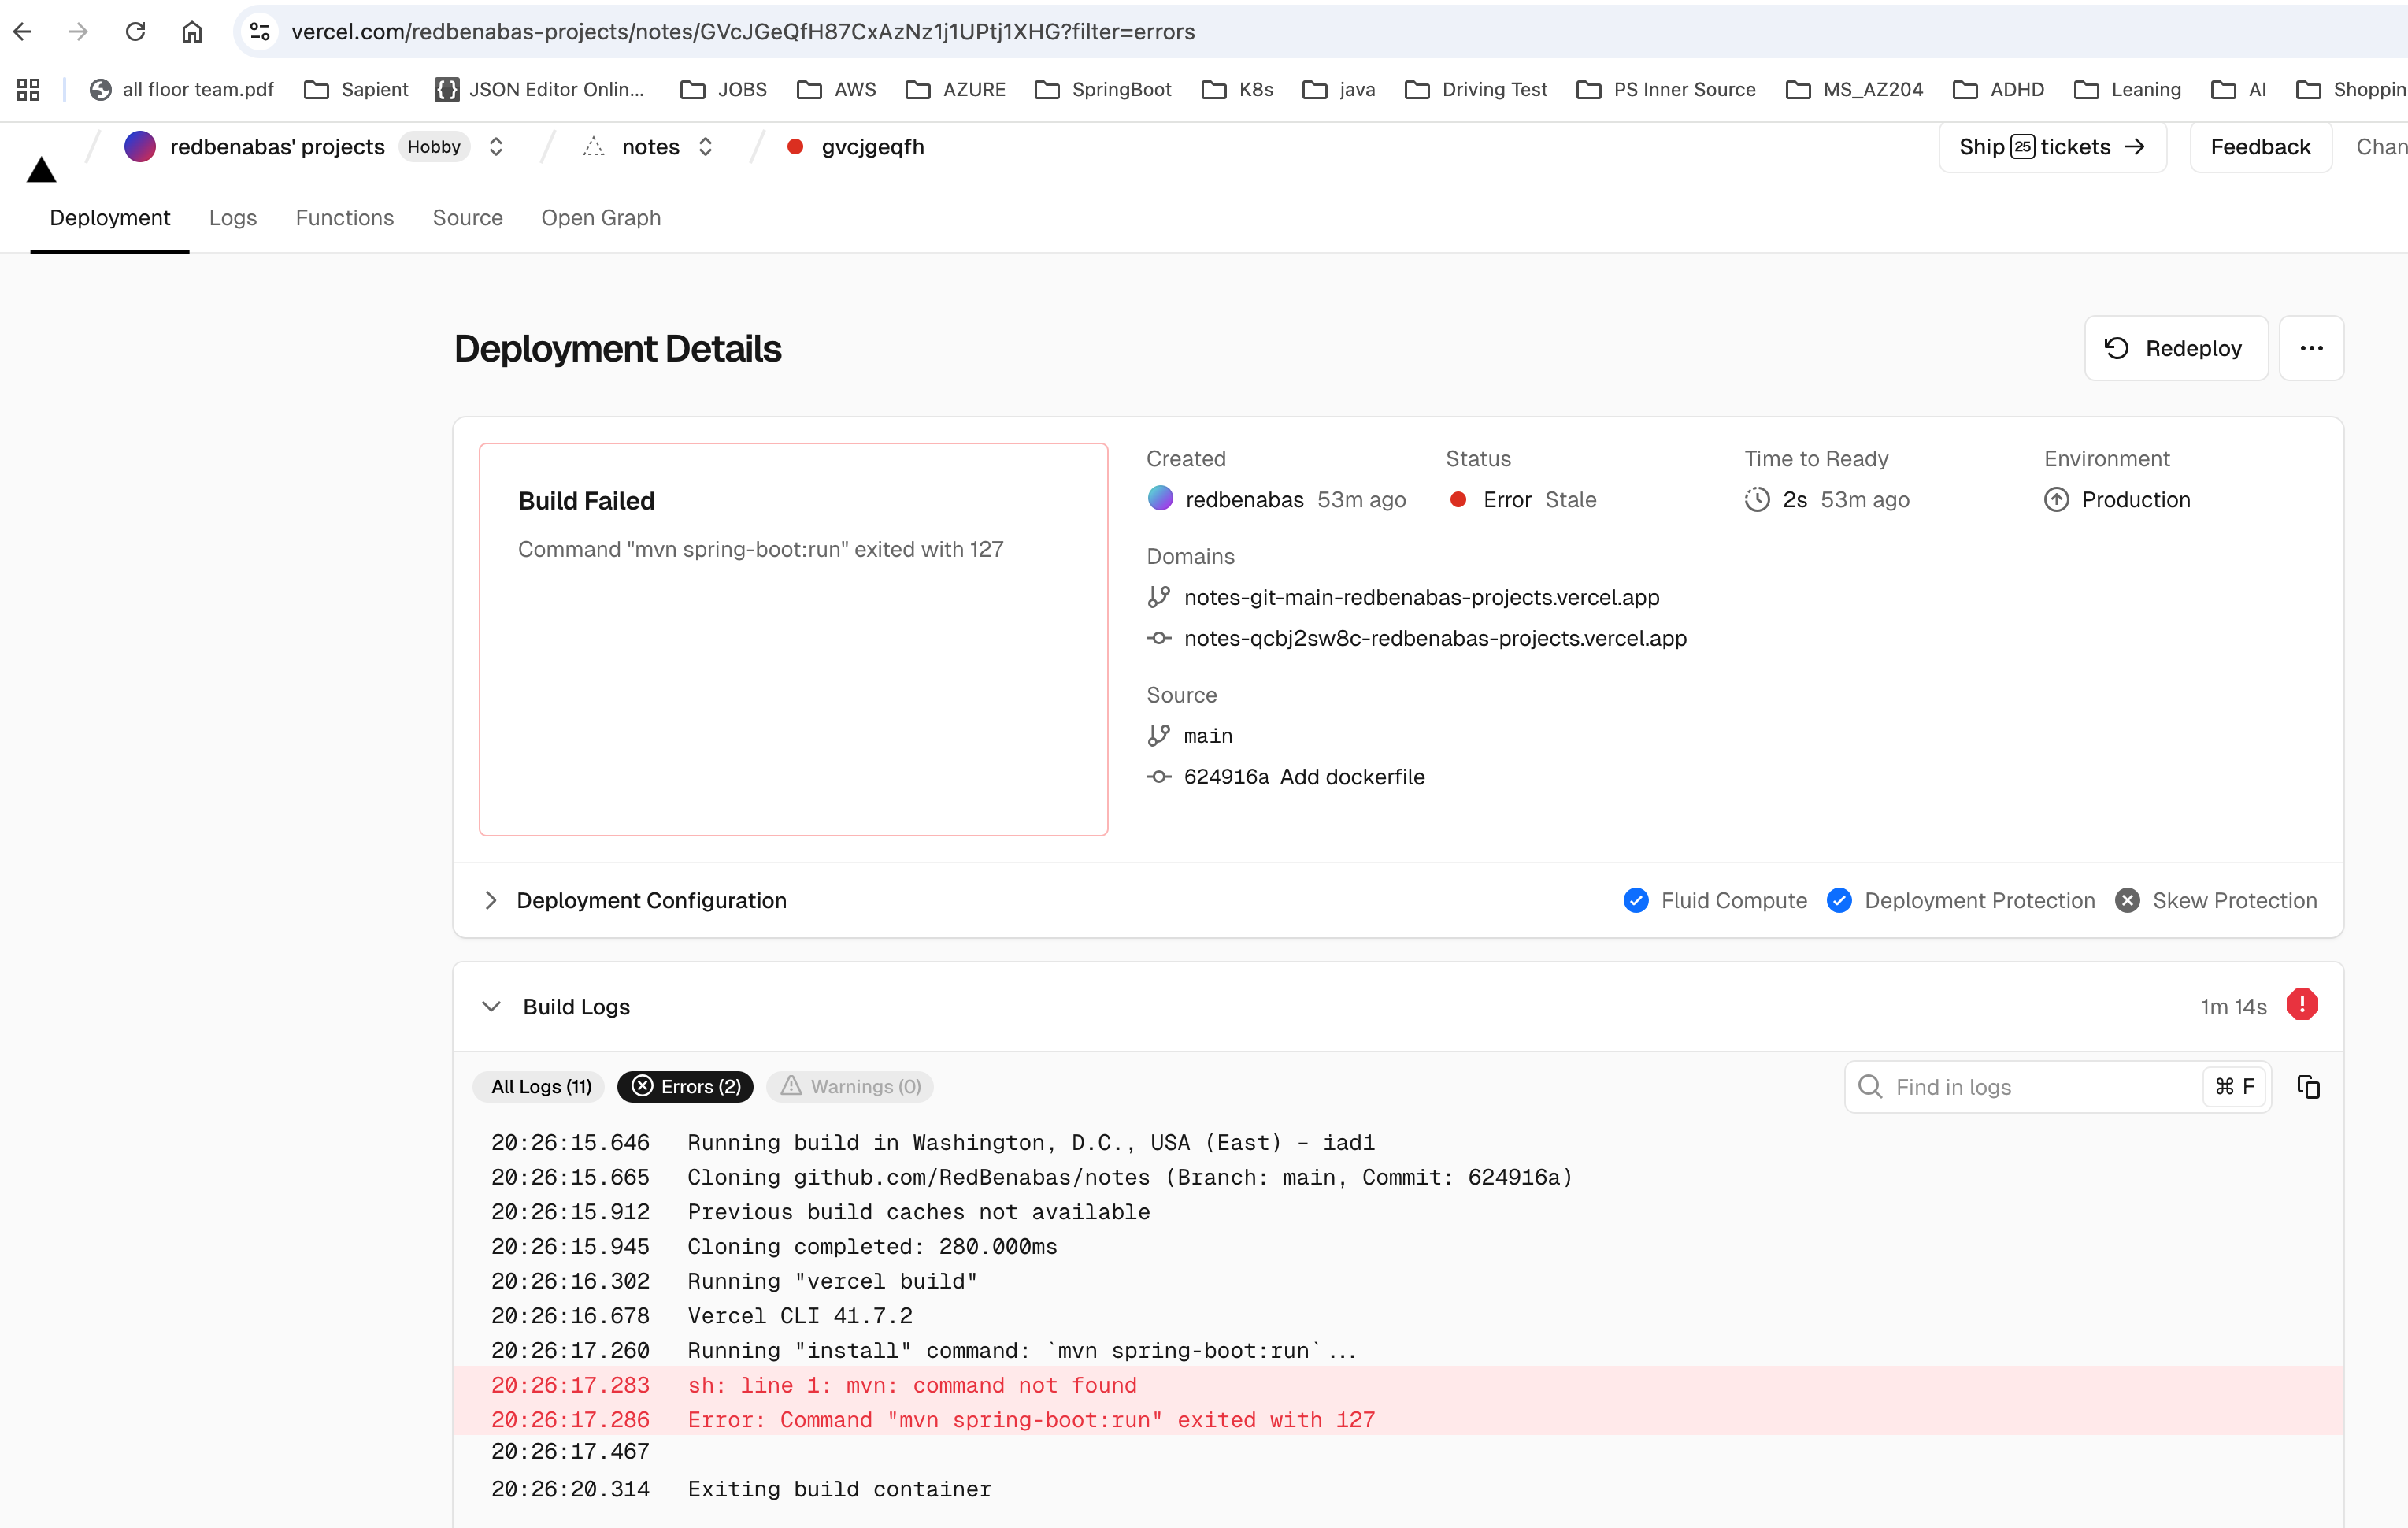 vercel.com/redbenabas-projects/notes/GVcJGeQfH87CxAzNz1j1UPtj1XHG?filter=errors
all floor team.pdf Sapient JSON Editor Onlin... JOBS AWS AZURE SpringBoot K8s java Driving Test PS Inner Source MS_AZ204 ADHD Leaning AI Shoppin
redbenabas' projects Hobby notes gvcjgeqfh Ship 25 tickets → Feedback Chan
Deployment Logs Functions Source Open Graph
Deployment Details
Redeploy
Build Failed
Command "mvn spring-boot:run" exited with 127
Created Status Time to Ready Environment
redbenabas 53m ago Error Stale 2s 53m ago Production
Domains
notes-git-main-redbenabas-projects.vercel.app
notes-qcbj2sw8c-redbenabas-projects.vercel.app
Source
main
624916a Add dockerfile
Deployment Configuration Fluid Compute Deployment Protection Skew Protection
Build Logs 1m 14s
All Logs (11) Errors (2) Warnings (0) Find in logs ⌘ F
20:26:15.646 Running build in Washington, D.C., USA (East) – iad1
20:26:15.665 Cloning github.com/RedBenabas/notes (Branch: main, Commit: 624916a)
20:26:15.912 Previous build caches not available
20:26:15.945 Cloning completed: 280.000ms
20:26:16.302 Running "vercel build"
20:26:16.678 Vercel CLI 41.7.2
20:26:17.260 Running "install" command: `mvn spring-boot:run`...
20:26:17.283 sh: line 1: mvn: command not found
20:26:17.286 Error: Command "mvn spring-boot:run" exited with 127
20:26:17.467
20:26:20.314 Exiting build container